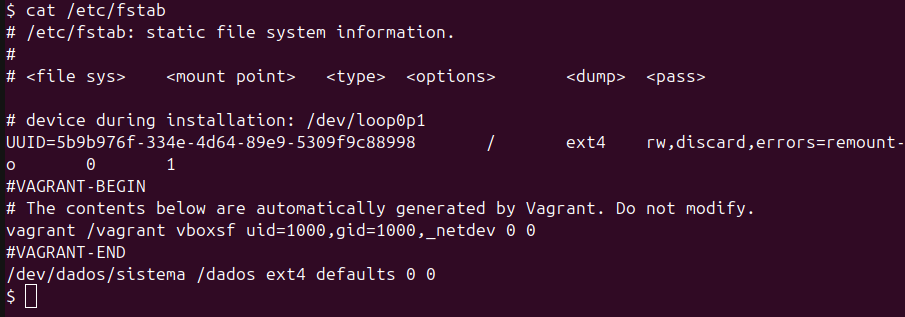 $ cat /etc/fstab
# /etc/fstab: static file system information.
#
# <file sys>    <mount point>   <type>  <options>       <dump>  <pass>

# device during installation: /dev/loop0p1
UUID=5b9b976f-334e-4d64-89e9-5309f9c88998       /       ext4    rw,discard,errors=remount-
o       0       1
#VAGRANT-BEGIN
# The contents below are automatically generated by Vagrant. Do not modify.
vagrant /vagrant vboxsf uid=1000,gid=1000,_netdev 0 0
#VAGRANT-END
/dev/dados/sistema /dados ext4 defaults 0 0
$